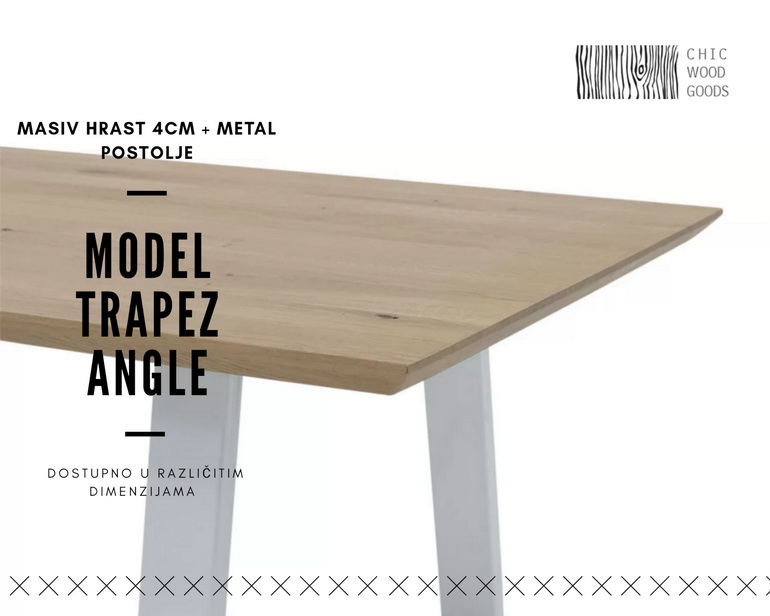 CHIC
WOOD
GOODS
MASIV HRAST 4CM + METAL
POSTOLJE
MODEL
TRAPEZ
ANGLE
DOSTUPNO U RAZLIČITIM
DIMENZIJAMA